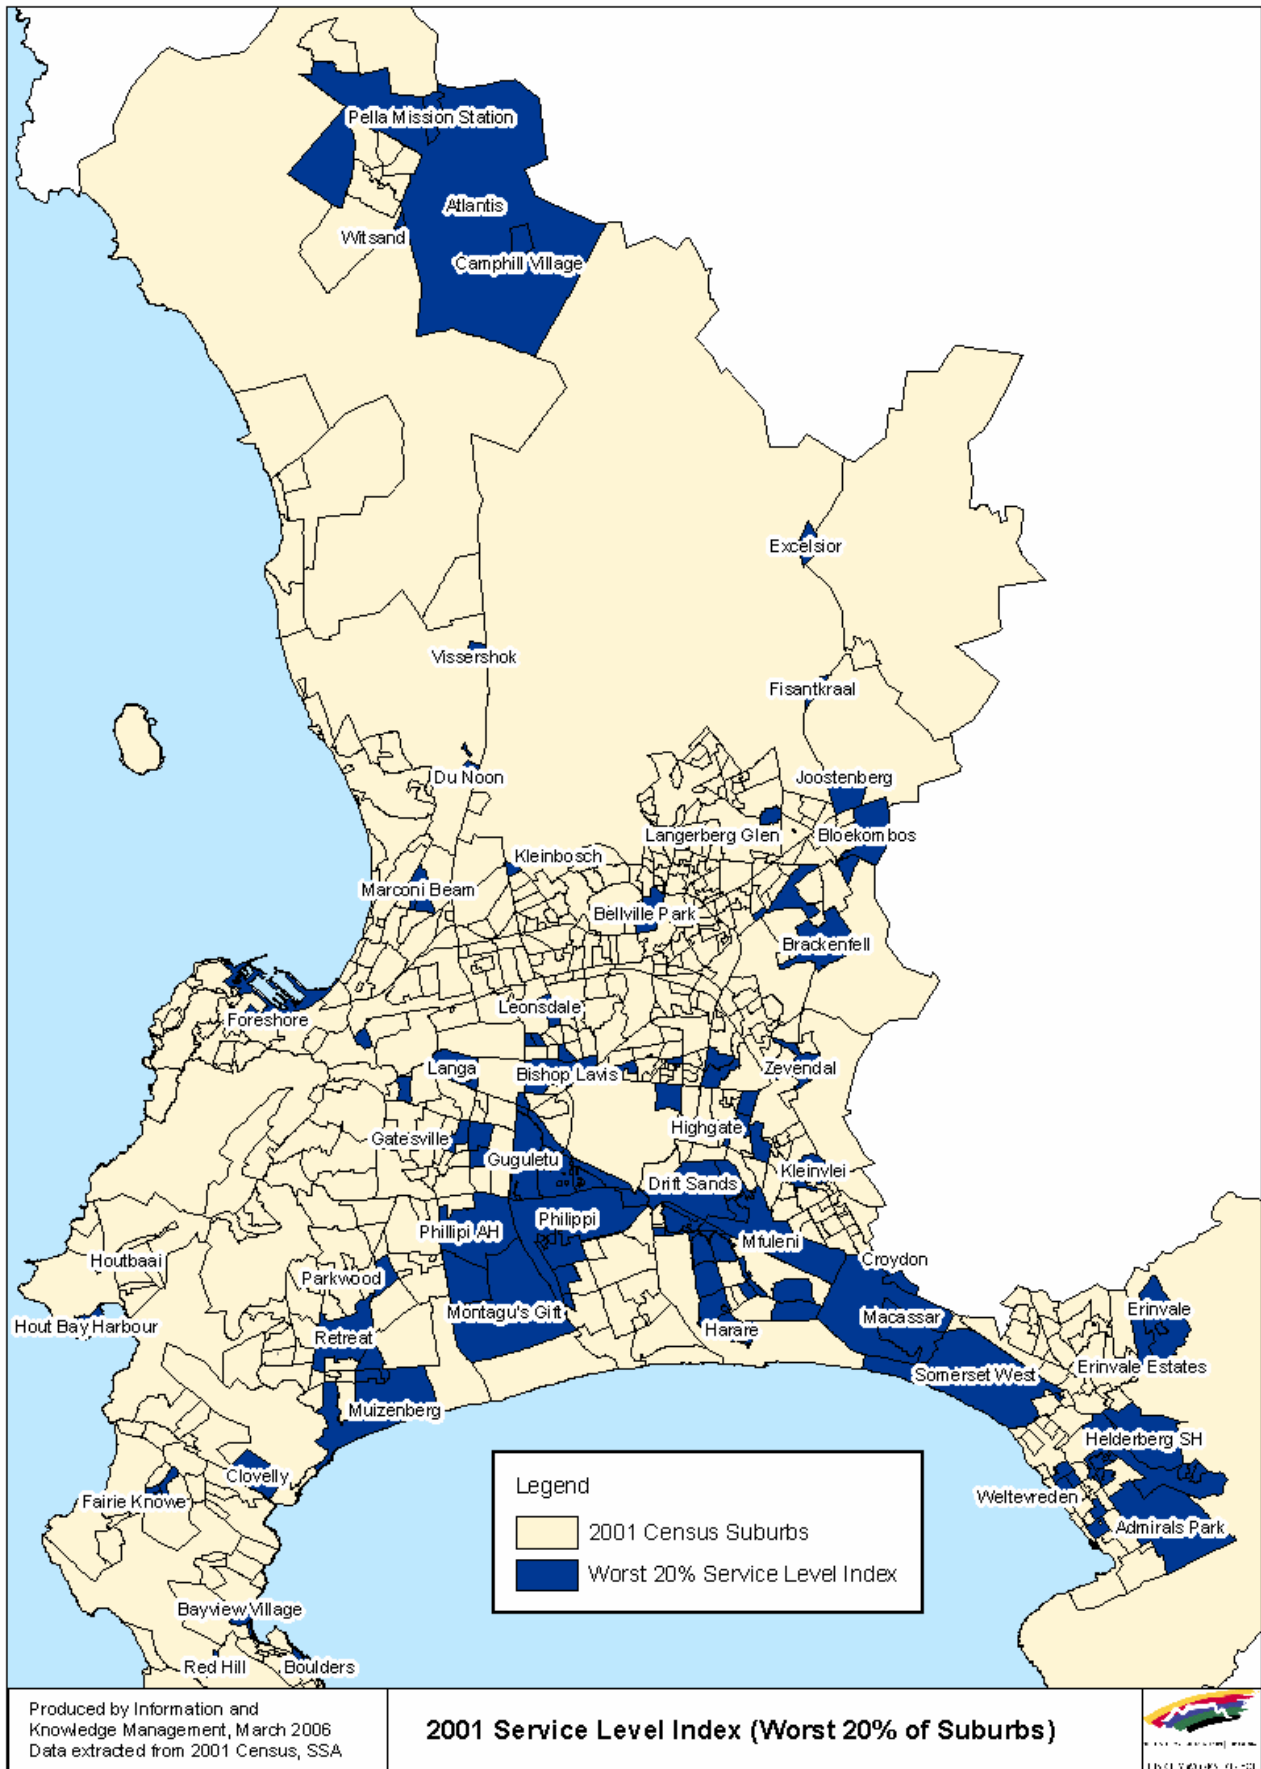 Pella Mission Station
Atlantis
Witsand
Camphill Village
Excelsior
Vissershok
Fisantkraal
Du Noon
Joostenberg
Langerberg Glen
Bloekombos
Kleinbosch
Marconi Beam
Bellville Park
Brackenfell
Leonsdale
Foreshore
Langa
Bishop Lavis
Zevendal
Highgate
Gatesville
Guguletu
Kleinvlei
Drift Sands
Phillipi AH
Philippi
Mfuleni
Houtbaai
Croydon
Parkwood
Montagu's Gift
Macassar
Erinvale
Hout Bay Harbour
Retreat
Harare
Erinvale Estates
Somerset West
Muizenberg
Helderberg SH
Clovelly
Fairie Knowe
Weltevreden
Admirals Park
Legend
2001 Census Suburbs
Worst 20% Service Level Index
Bayview Village
Red Hill
Boulders
Produced by Information and
Knowledge Management, March 2006
Data extracted from 2001 Census, SSA
2001 Service Level Index (Worst 20% of Suburbs)